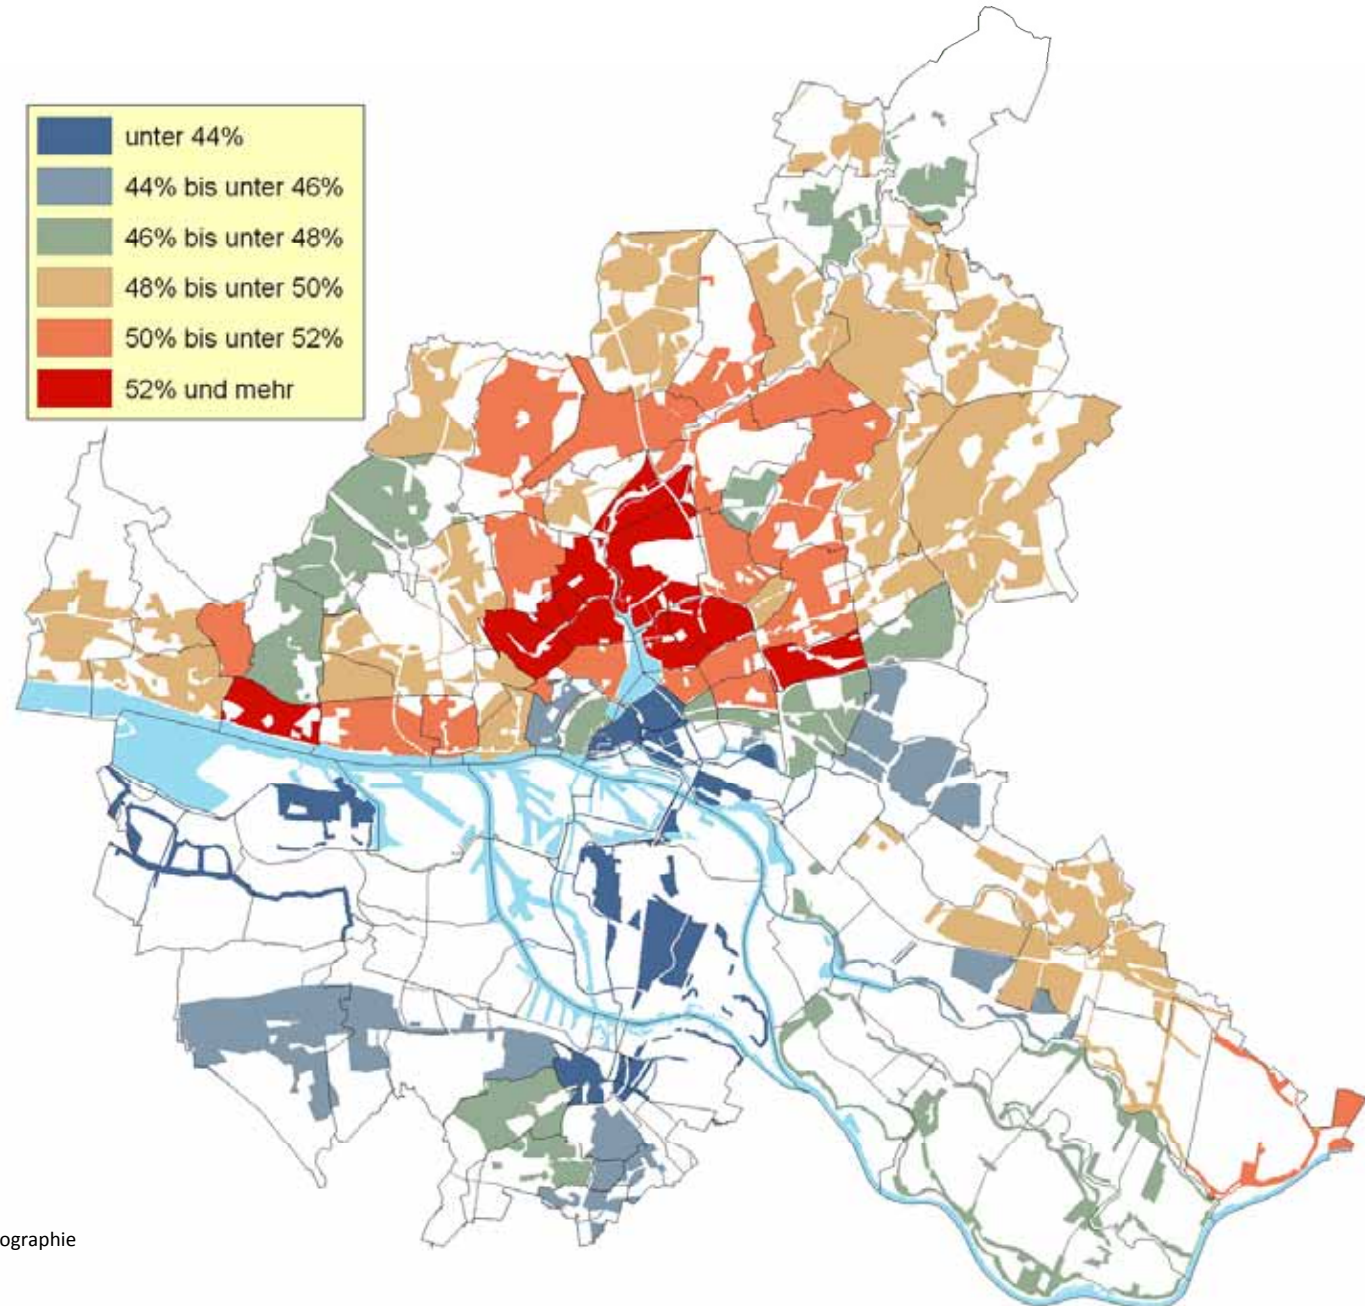 unter 44%
44% bis unter 46%
46% bis unter 48%
48% bis unter 50%
50% bis unter 52%
52% und mehr
ographie